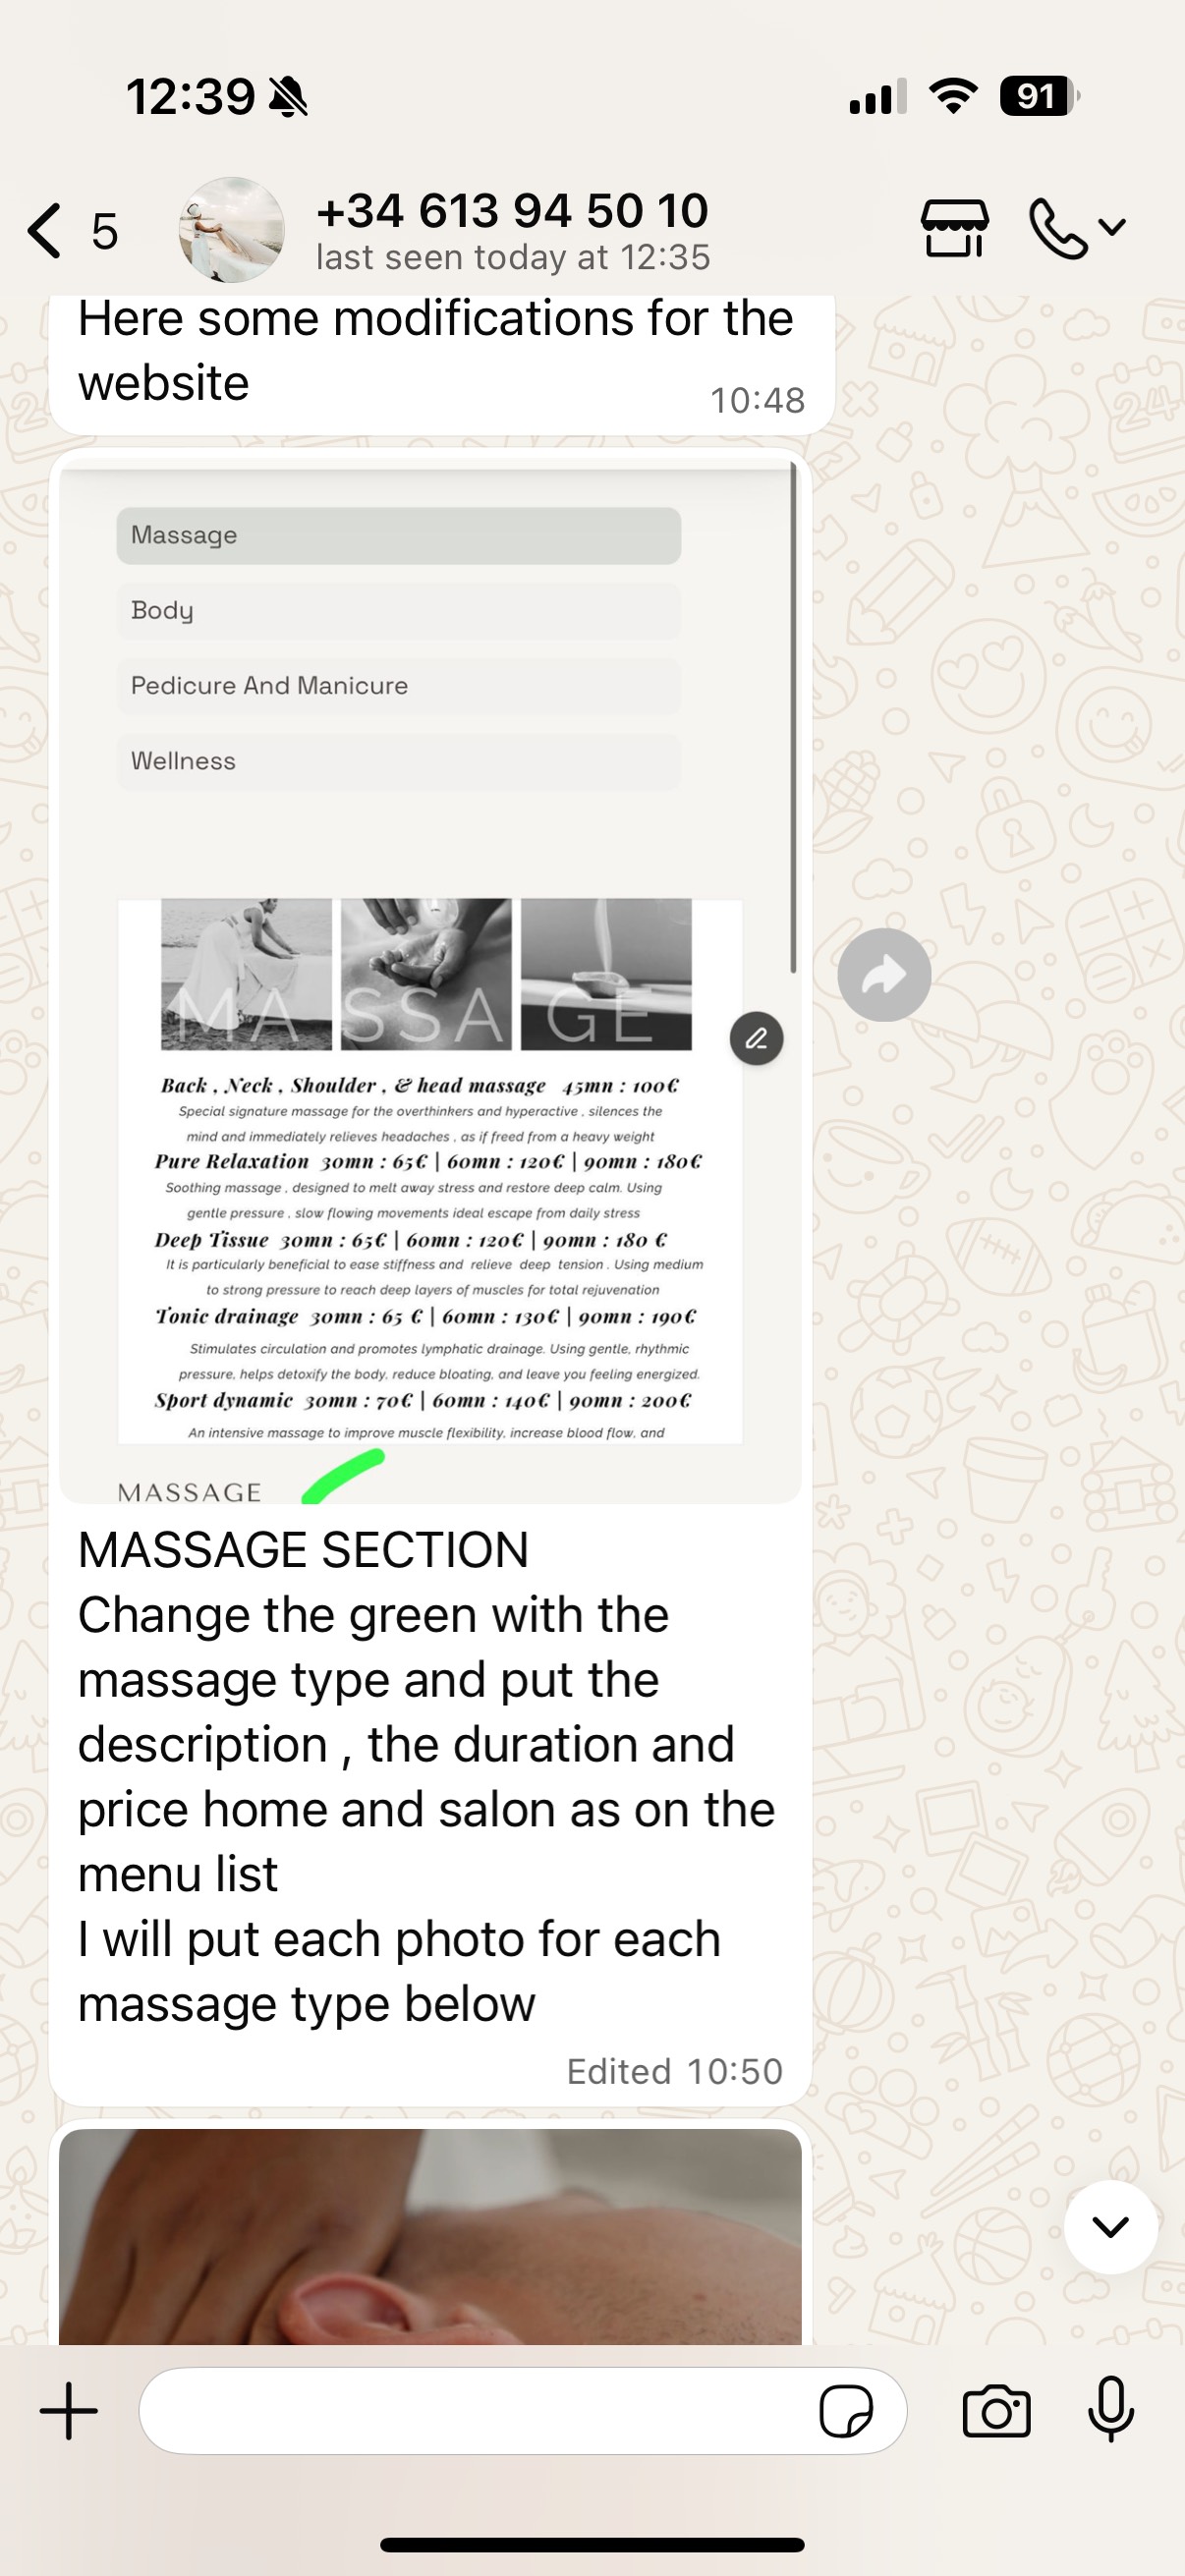 12:39
91
5
+34 613 94 50 10
last seen today at 12:35
Here some modifications for the
website
10:48
Massage
Body
Pedicure And Manicure
Wellness
MASSAGE
Back , Neck , Shoulder , & head massage 45mn : 100€
Special signature massage for the overthinkers and hyperactive , silences the
mind and immediately relieves headaches , as if freed from a heavy weight
Pure Relaxation 30mn : 65€ | 60mn : 120€ | 90mn : 180€
Soothing massage , designed to melt away stress and restore deep calm. Using
gentle pressure , slow flowing movements ideal escape from daily stress
Deep Tissue 30mn : 65€ | 60mn : 120€ | 90mn : 180 €
It is particularly beneficial to ease stiffness and relieve deep tension . Using medium
to strong pressure to reach deep layers of muscles for total rejuvenation
Tonic drainage 30mn : 65 € | 60mn : 130€ | 90mn : 190€
Stimulates circulation and promotes lymphatic drainage. Using gentle, rhythmic
pressure, helps detoxify the body, reduce bloating, and leave you feeling energized.
Sport dynamic 30mn : 70€ | 60mn : 140€ | 90mn : 200€
An intensive massage to improve muscle flexibility, increase blood flow, and
MASSAGE
MASSAGE SECTION
Change the green with the
massage type and put the
description , the duration and
price home and salon as on the
menu list
I will put each photo for each
massage type below
Edited 10:50